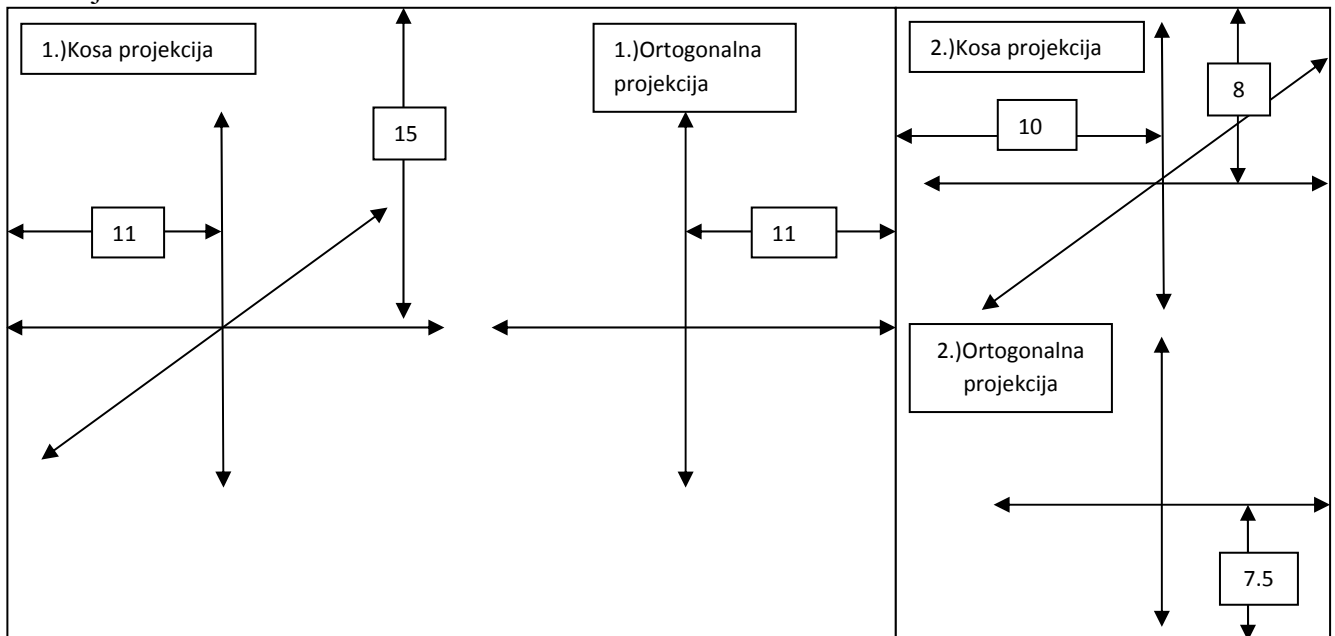 1.)Kosa projekcija
15
11
1.)Ortogonalna
projekcija
11
2.)Kosa projekcija
8
10
2.)Ortogonalna
projekcija
7.5